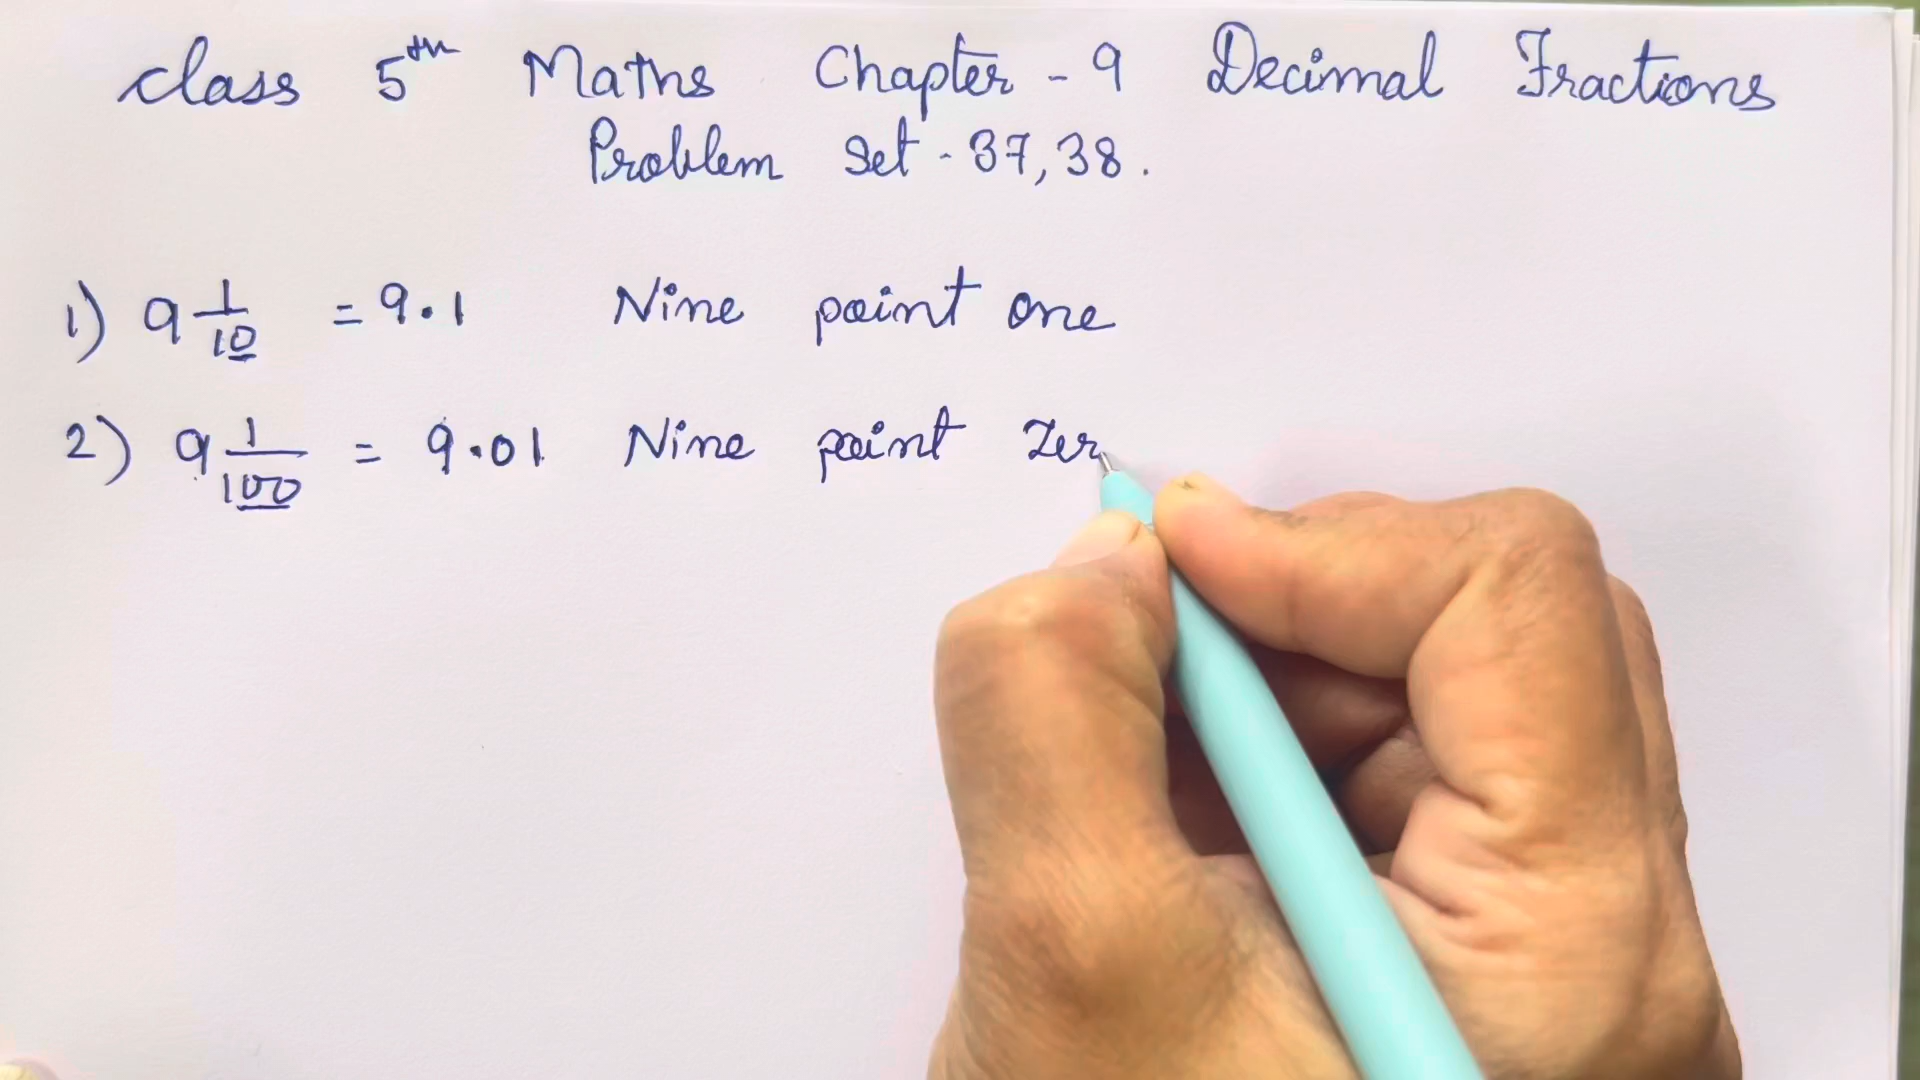 class 5th Maths Chapter - 9 Decimal Fractions
Problem Set - 37, 38.
1) 9 1/10 = 9.1 Nine point one
2) 9 1/100 = 9.01 Nine point Zer